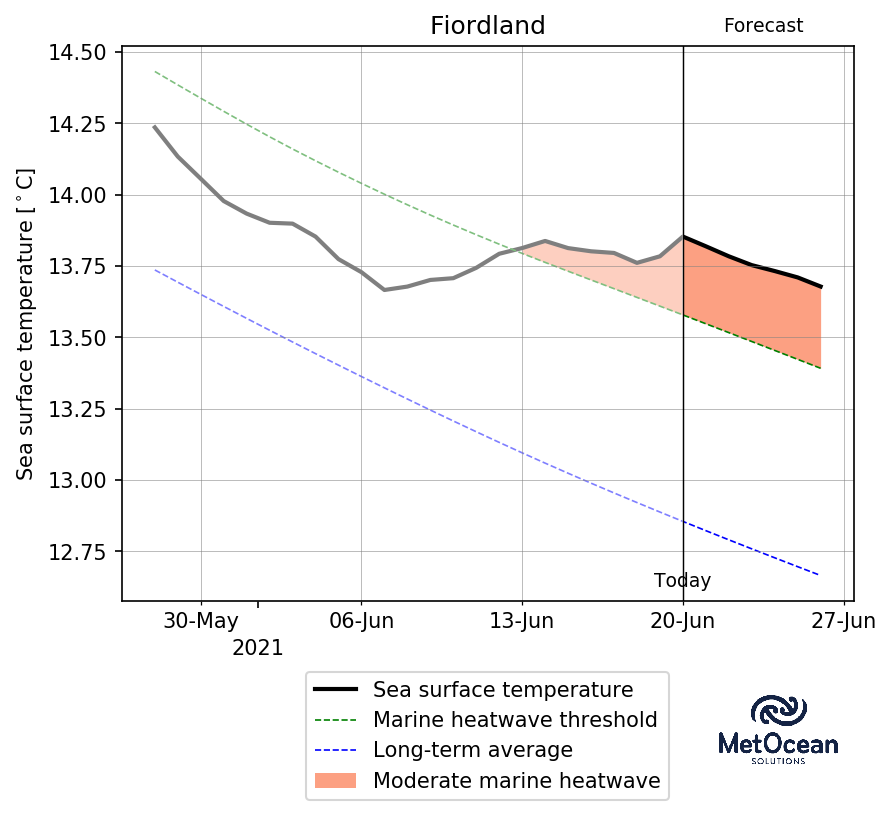 Fiordland
Forecast
Sea surface temperature [°C]
14.50
14.25
14.00
13.75
13.50
13.25
13.00
12.75
Today
30-May
06-Jun
13-Jun
20-Jun
27-Jun
2021
Sea surface temperature
Marine heatwave threshold
Long-term average
Moderate marine heatwave
MetOcean
SOLUTIONS